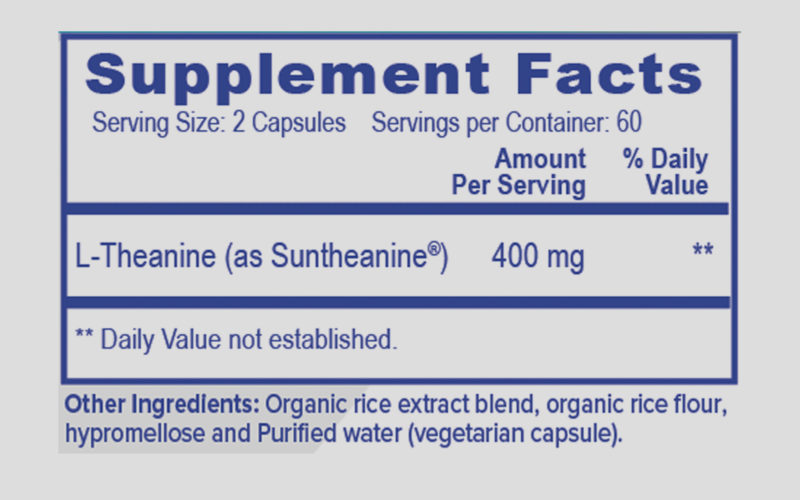 Supplement Facts
Serving Size: 2 Capsules Servings per Container: 60
Amount Per Serving % Daily Value
L-Theanine (as Suntheanine®) 400 mg **
** Daily Value not established.
Other Ingredients: Organic rice extract blend, organic rice flour,
hypromellose and Purified water (vegetarian capsule).